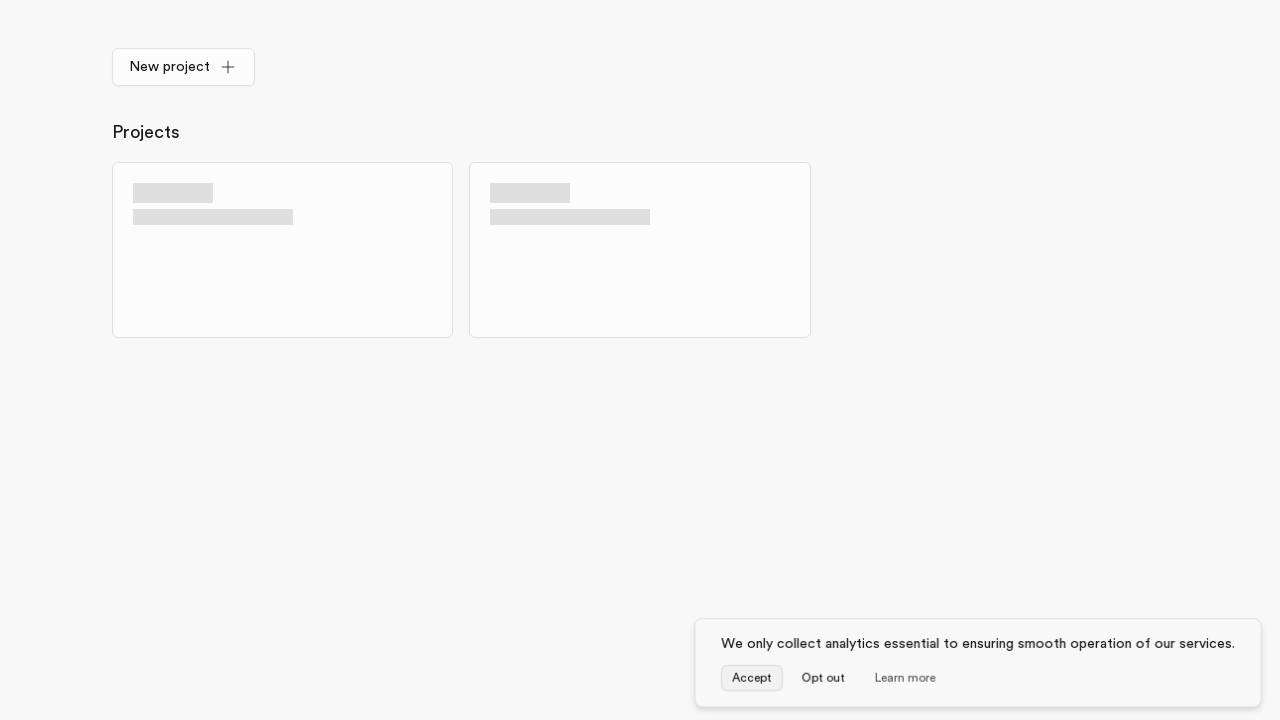 New project
Projects
We only collect analytics essential to ensuring smooth operation of our services.
Accept Opt out Learn more